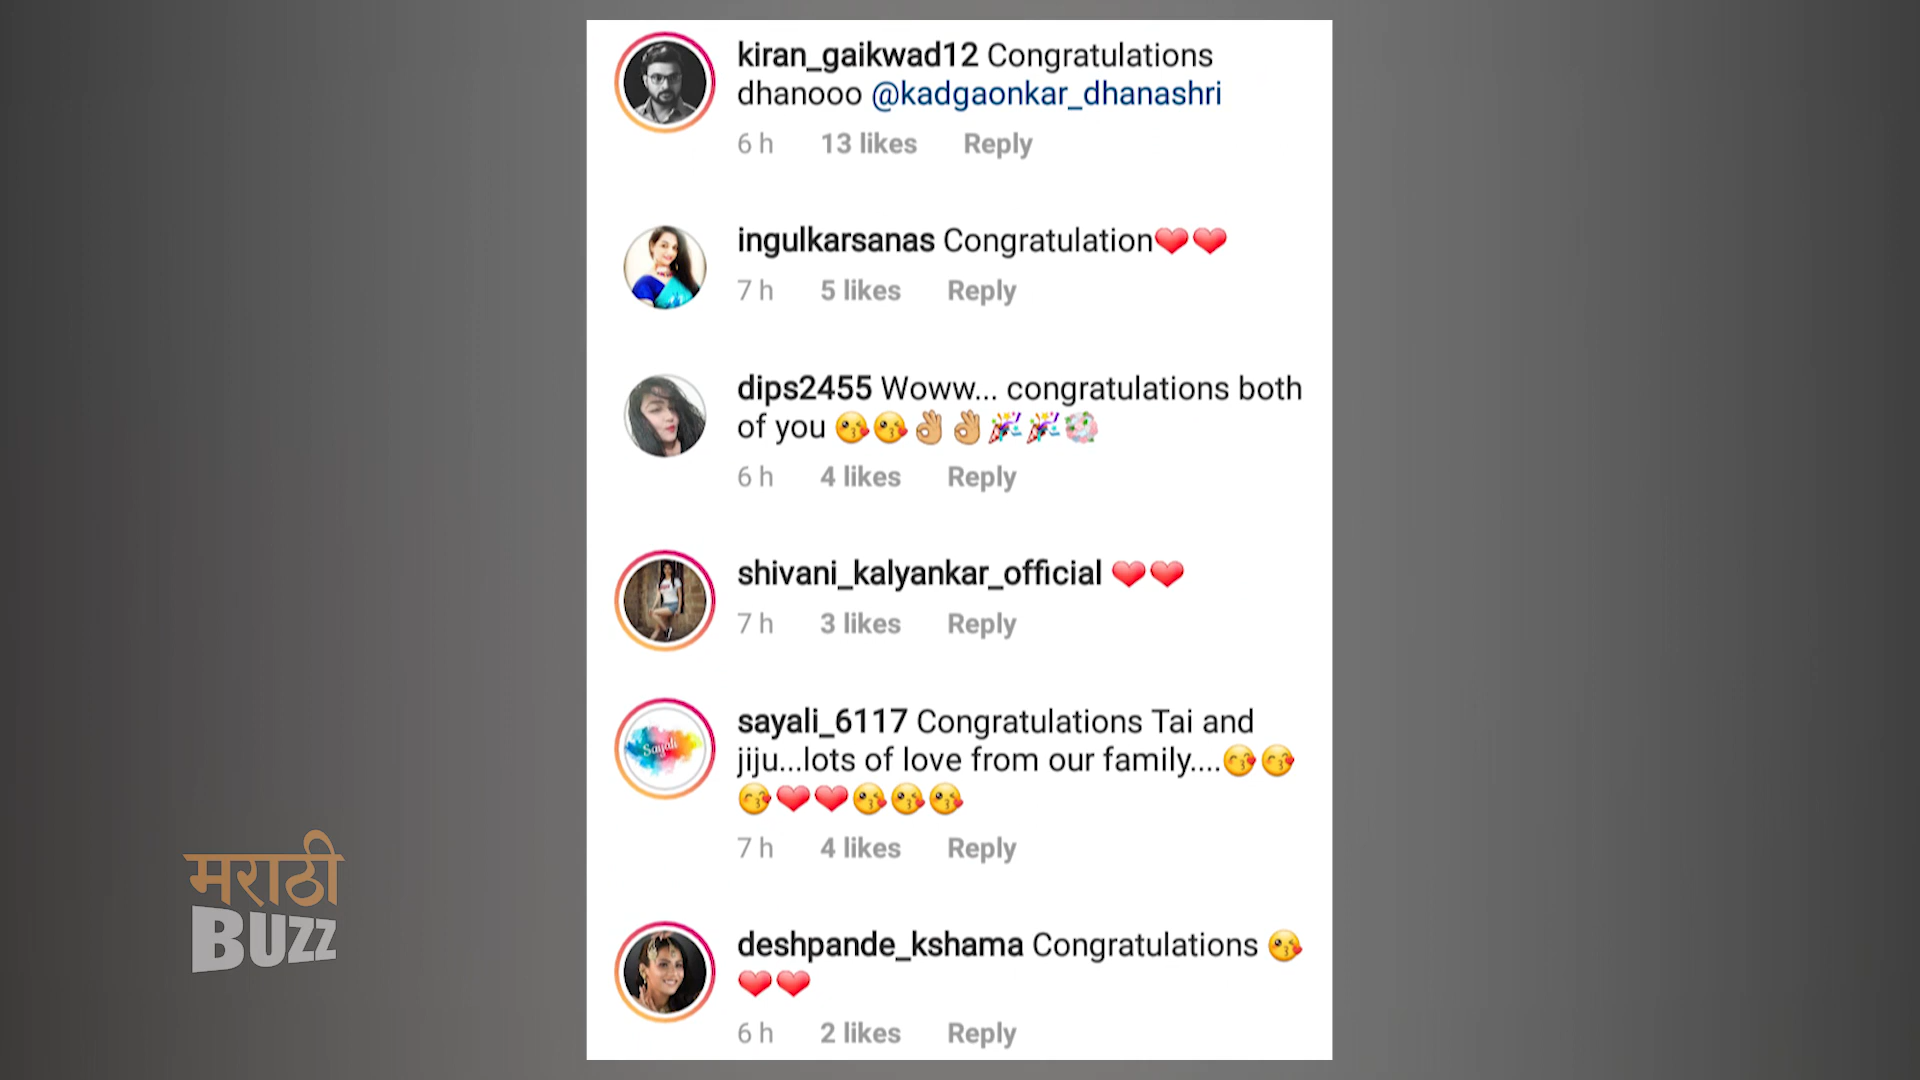 kiran_gaikwad12 Congratulations
dhanooo @kadgaonkar_dhanashri
6 h 13 likes Reply
ingulkarsanas Congratulation❤❤
7 h 5 likes Reply
dips2455 Woww... congratulations both
of you 😘😘👌🏽👌🏽🎉🎉💐
6 h 4 likes Reply
shivani_kalyankar_official ❤❤
7 h 3 likes Reply
sayali_6117 Congratulations Tai and
jiju...lots of love from our family....😙😙
😙❤❤😘😘😘
7 h 4 likes Reply
Sayali
deshpande_kshama Congratulations 😘
❤❤
6 h 2 likes Reply
मराठी
BUZZ